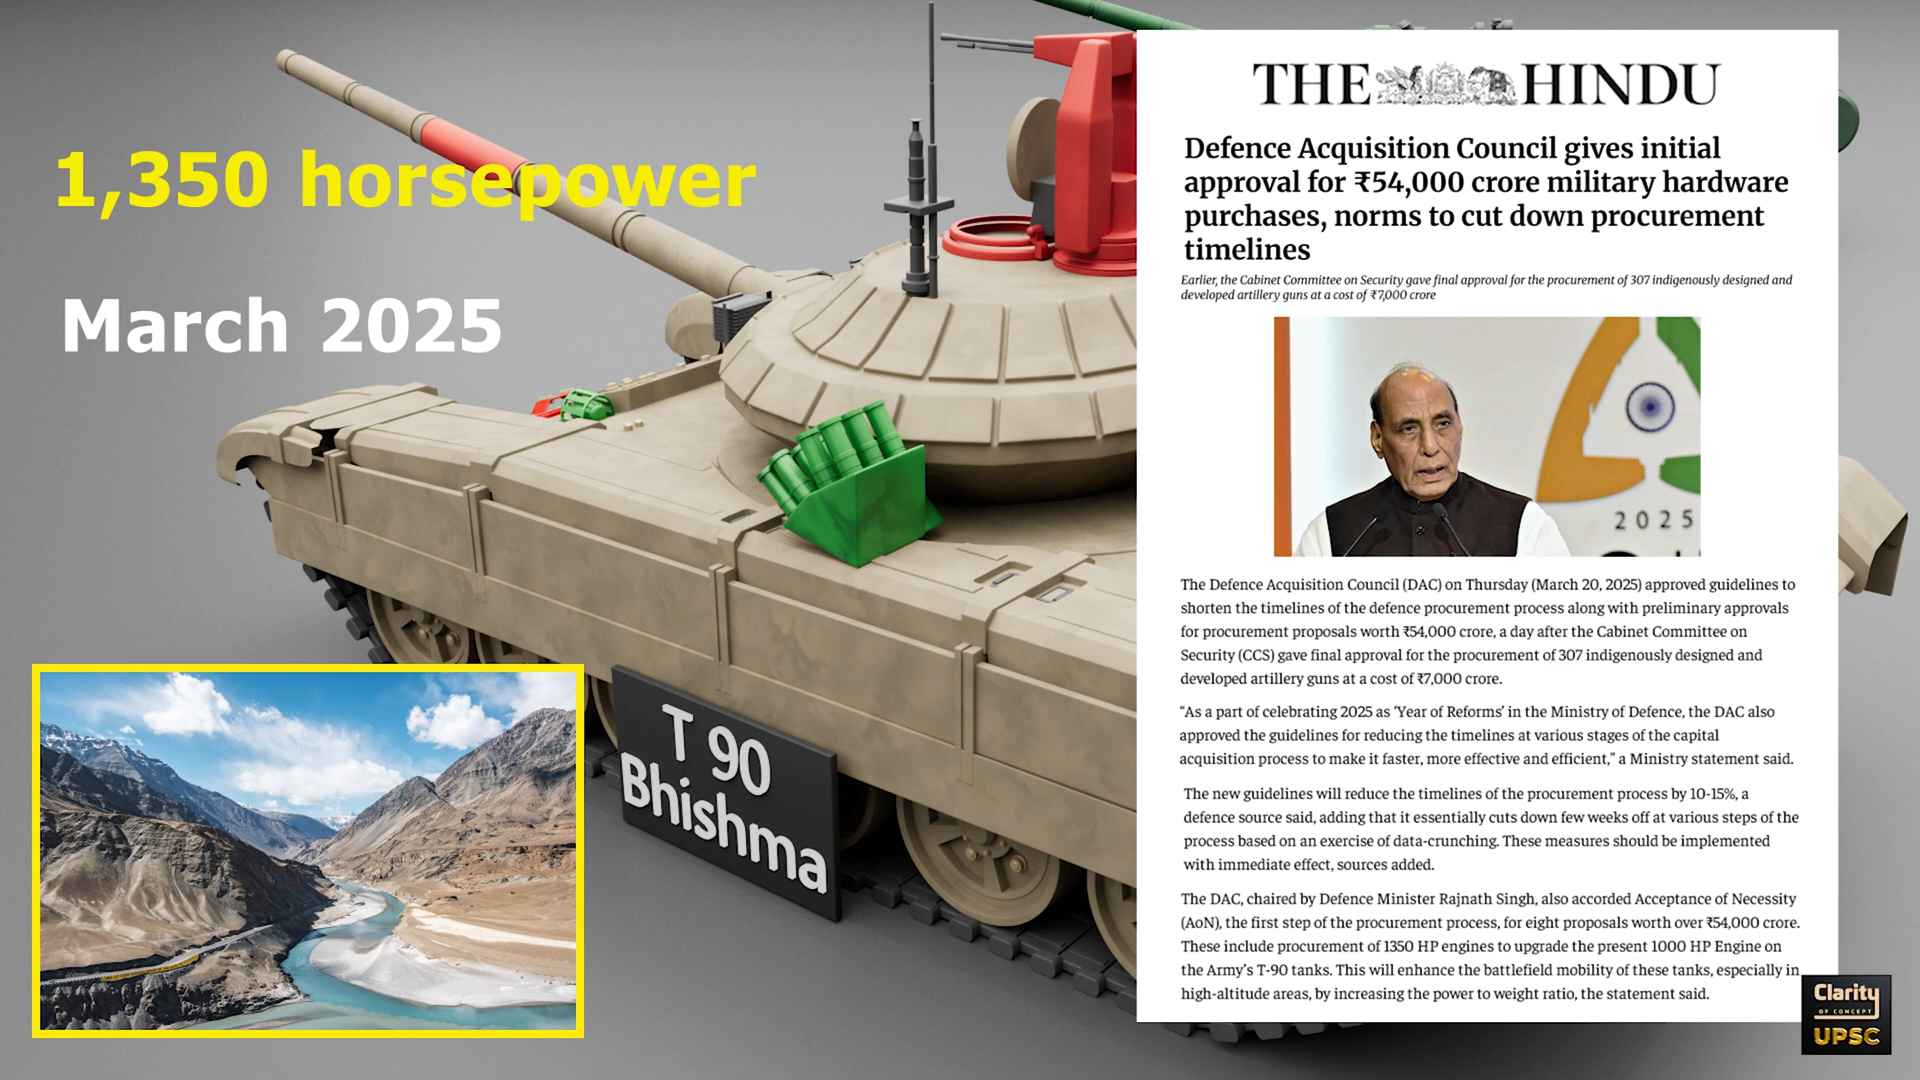 1,350 horsepower
March 2025
T 90
Bhishma
THE HINDU
Defence Acquisition Council gives initial
approval for ₹54,000 crore military hardware
purchases, norms to cut down procurement
timelines
Earlier, the Cabinet Committee on Security gave final approval for the procurement of 307 indigenously designed and
developed artillery guns at a cost of ₹7,000 crore
2025
The Defence Acquisition Council (DAC) on Thursday (March 20, 2025) approved guidelines to
shorten the timelines of the defence procurement process along with preliminary approvals
for procurement proposals worth ₹54,000 crore, a day after the Cabinet Committee on
Security (CCS) gave final approval for the procurement of 307 indigenously designed and
developed artillery guns at a cost of ₹7,000 crore.
“As a part of celebrating 2025 as ‘Year of Reforms’ in the Ministry of Defence, the DAC also
approved the guidelines for reducing the timelines at various stages of the capital
acquisition process to make it faster, more effective and efficient,” a Ministry statement said.
The new guidelines will reduce the timelines of the procurement process by 10-15%, a
defence source said, adding that it essentially cuts down few weeks off at various steps of the
process based on an exercise of data-crunching. These measures should be implemented
with immediate effect, sources added.
The DAC, chaired by Defence Minister Rajnath Singh, also accorded Acceptance of Necessity
(AoN), the first step of the procurement process, for eight proposals worth over ₹54,000 crore.
These include procurement of 1350 HP engines to upgrade the present 1000 HP Engine on
the Army’s T-90 tanks. This will enhance the battlefield mobility of these tanks, especially in
high-altitude areas, by increasing the power to weight ratio, the statement said.
Clarity
OF CONCEPT
UPSC